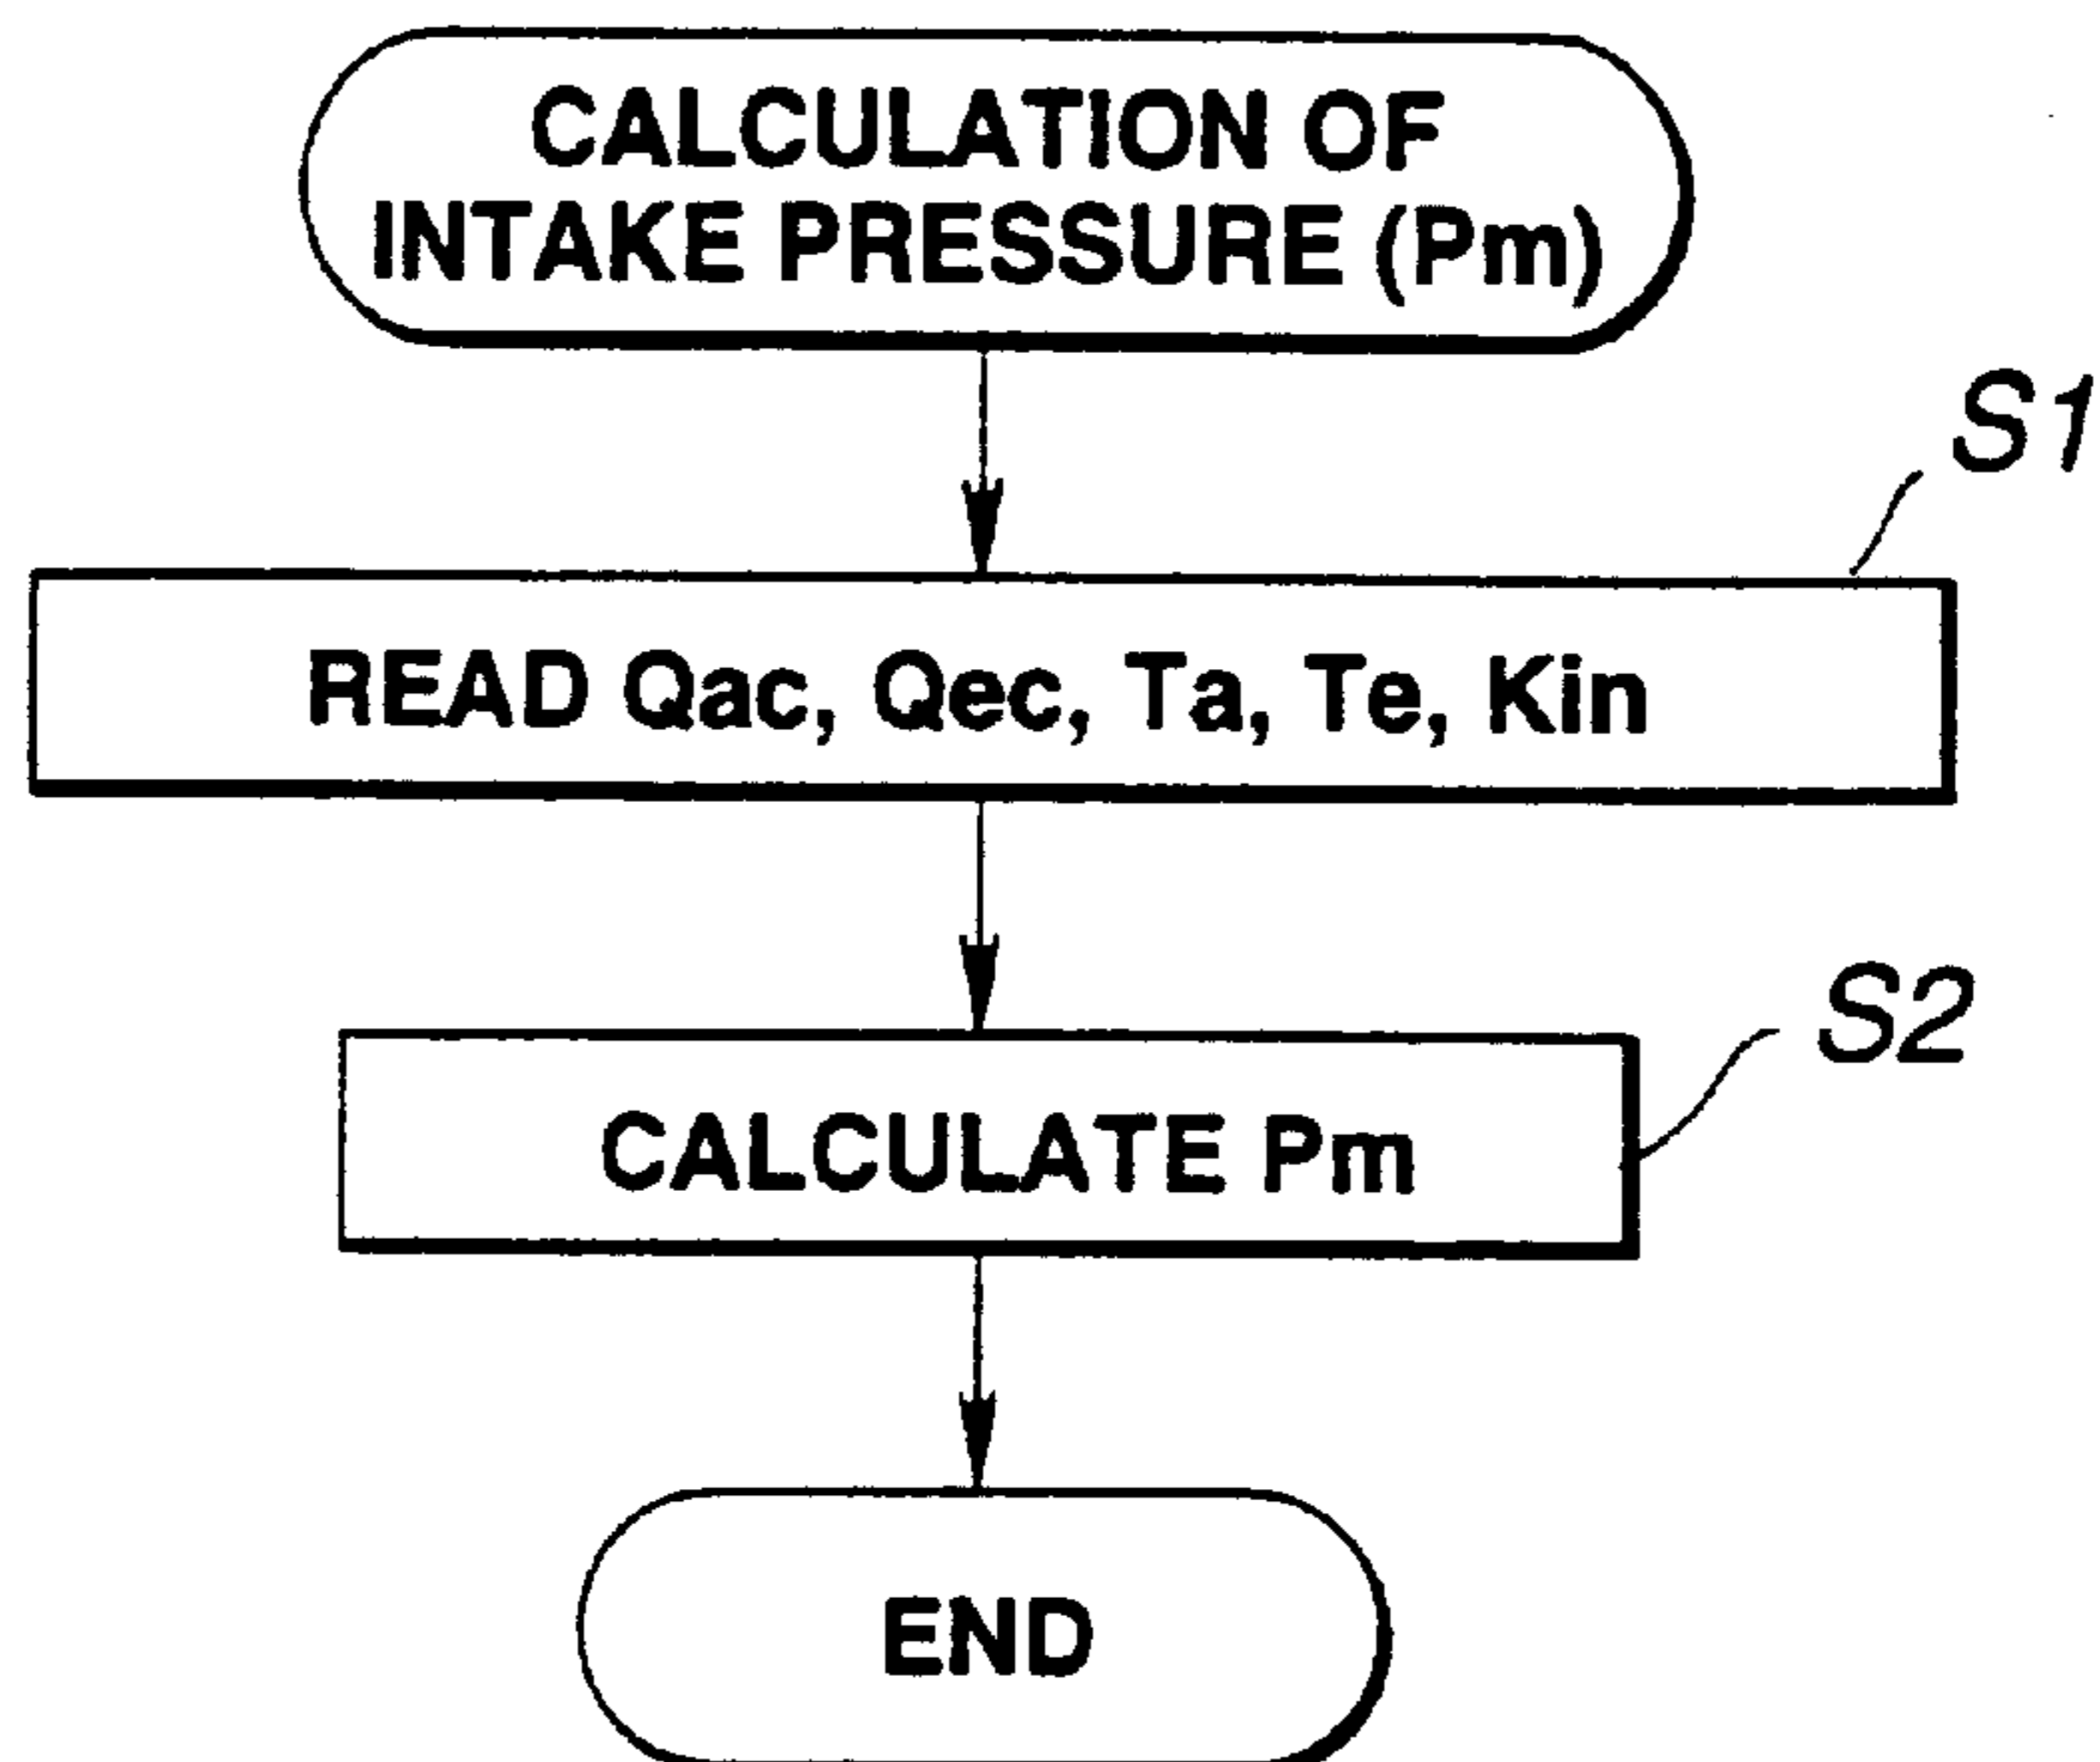 CALCULATION OF
INTAKE PRESSURE (Pm)
S1
READ Qac, Qec, Ta, Te, Kin
S2
CALCULATE Pm
END